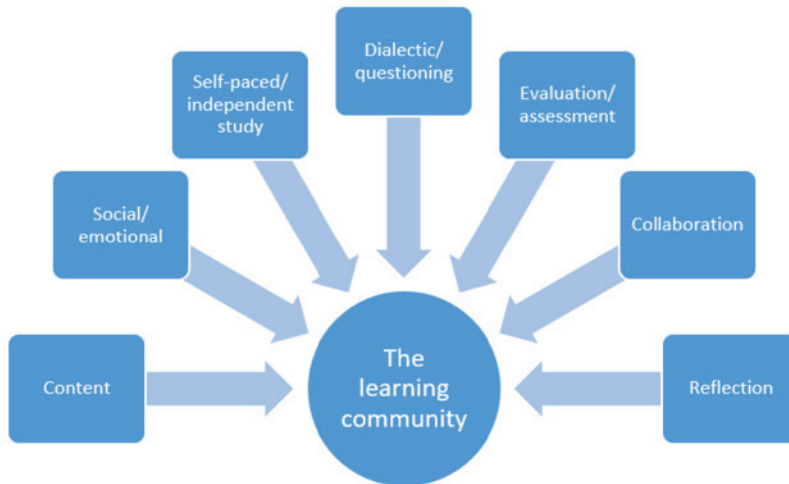 Dialectic/
questioning
Self-paced/
independent
study
Evaluation/
assessment
Social/
emotional
Collaboration
Content
The
learning
community
Reflection